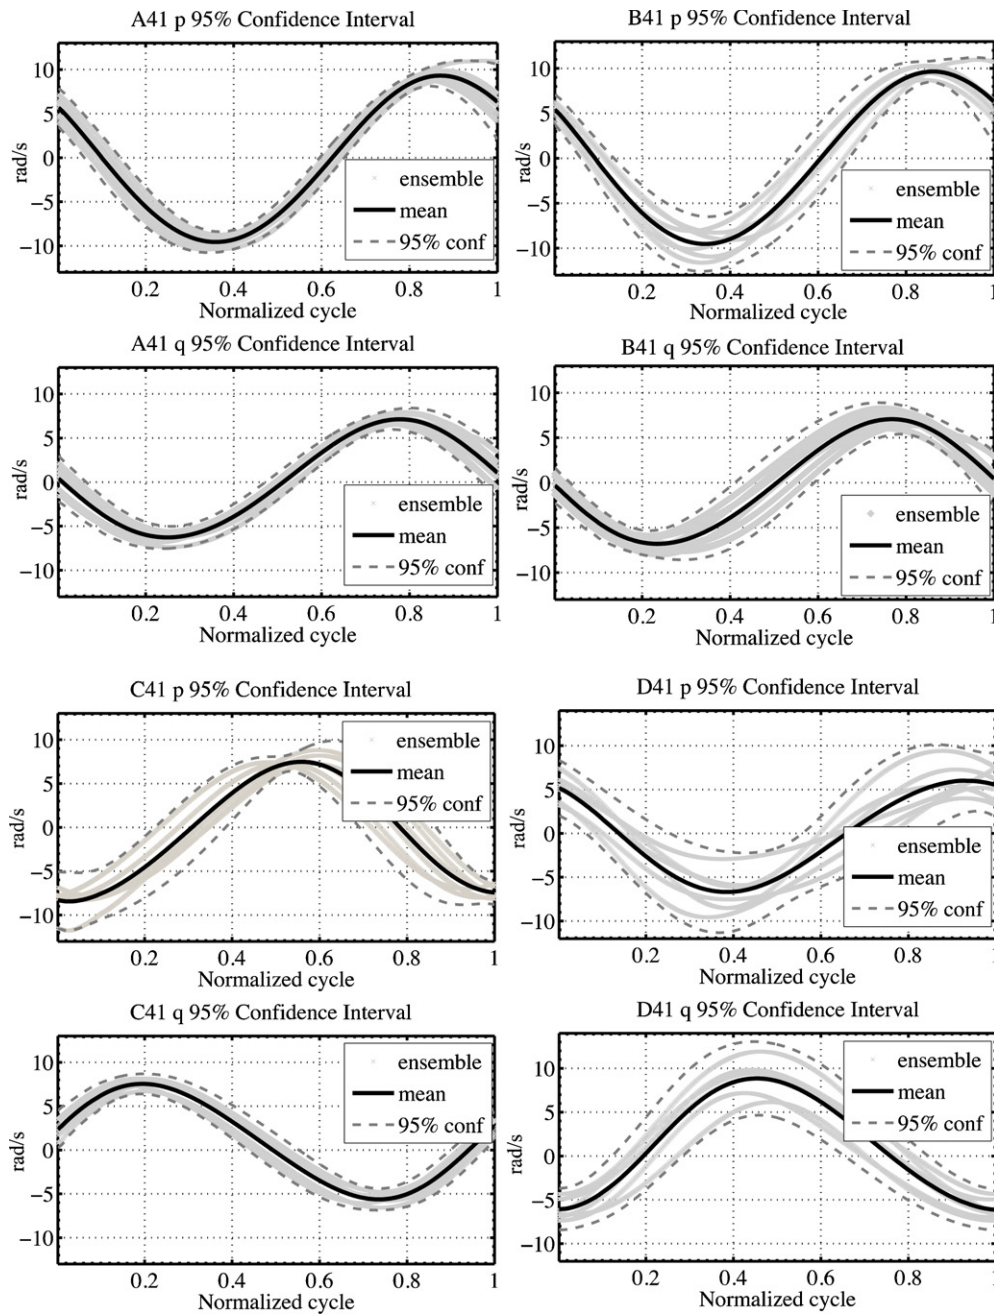 A41 p 95% Confidence Interval
10
5
0
−5
−10
rad/s
ensemble
mean
95% conf
0.2 0.4 0.6 0.8 1
Normalized cycle
B41 p 95% Confidence Interval
10
5
0
−5
−10
rad/s
ensemble
mean
95% conf
0.2 0.4 0.6 0.8 1
Normalized cycle
A41 q 95% Confidence Interval
10
5
0
−5
−10
rad/s
ensemble
mean
95% conf
0.2 0.4 0.6 0.8 1
Normalized cycle
B41 q 95% Confidence Interval
10
5
0
−5
−10
rad/s
ensemble
mean
95% conf
0.2 0.4 0.6 0.8 1
Normalized cycle
C41 p 95% Confidence Interval
10
5
0
−5
−10
rad/s
ensemble
mean
95% conf
0.2 0.4 0.6 0.8 1
Normalized cycle
D41 p 95% Confidence Interval
10
5
0
−5
−10
rad/s
ensemble
mean
95% conf
0.2 0.4 0.6 0.8 1
Normalized cycle
C41 q 95% Confidence Interval
10
5
0
−5
−10
rad/s
ensemble
mean
95% conf
0.2 0.4 0.6 0.8 1
Normalized cycle
D41 q 95% Confidence Interval
10
5
0
−5
−10
rad/s
ensemble
mean
95% conf
0.2 0.4 0.6 0.8 1
Normalized cycle